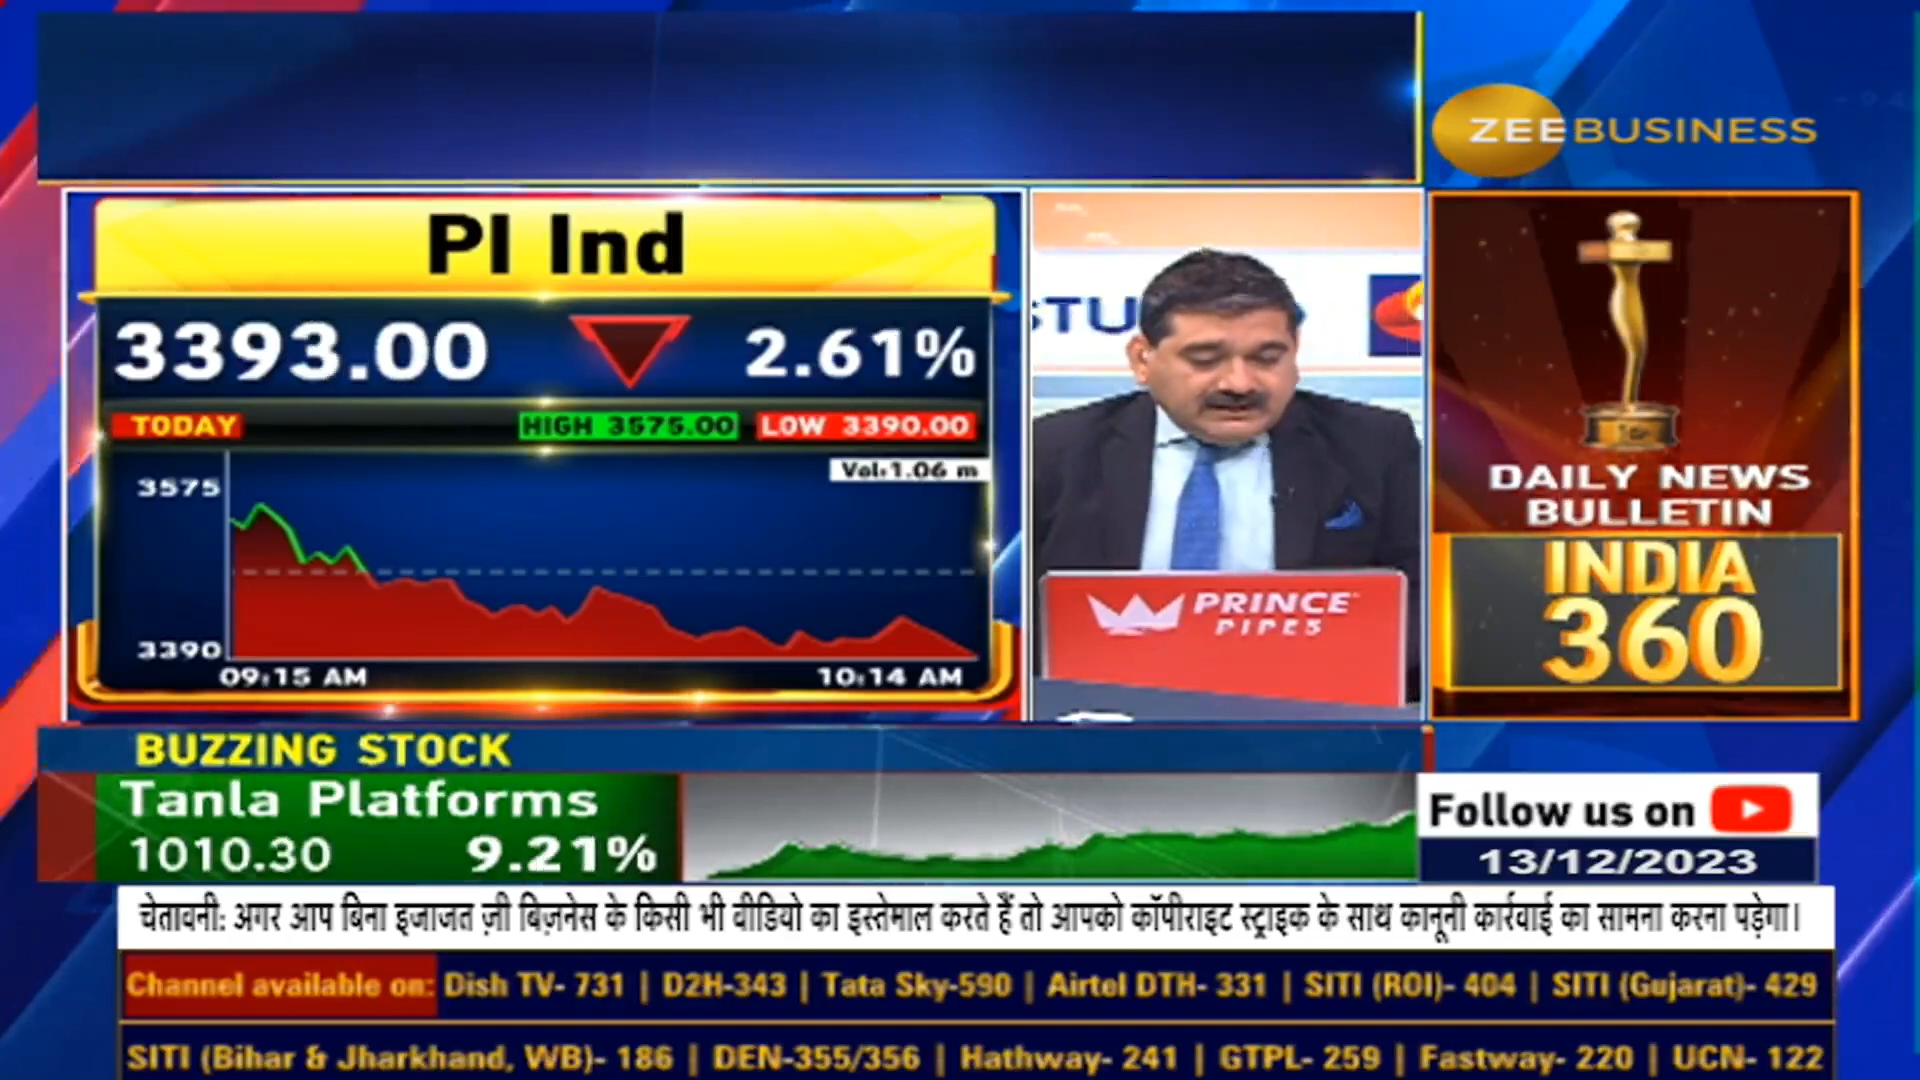 ZEEBUSINESS
PI Ind
3393.00 2.61%
TODAY HIGH 3575.00 LOW 3390.00
Vol:1.06 m
3575
3390
09:15 AM 10:14 AM
STU
PRINCE
PIPES
DAILY NEWS
BULLETIN
INDIA
360
BUZZING STOCK
Tanla Platforms
1010.30 9.21%
Follow us on
13/12/2023
चेतावनी: अगर आप बिना इजाजत ज़ी बिज़नेस के किसी भी वीडियो का इस्तेमाल करते हैं तो आपको कॉपीराइट स्ट्राइक के साथ कानूनी कार्रवाई का सामना करना पड़ेगा।
Channel available on: Dish TV- 731 | D2H-343 | Tata Sky-590 | Airtel DTH- 331 | SITI (ROI)- 404 | SITI (Gujarat)- 429
SITI (Bihar & Jharkhand, WB)- 186 | DEN-355/356 | Hathway- 241 | GTPL- 259 | Fastway- 220 | UCN- 122